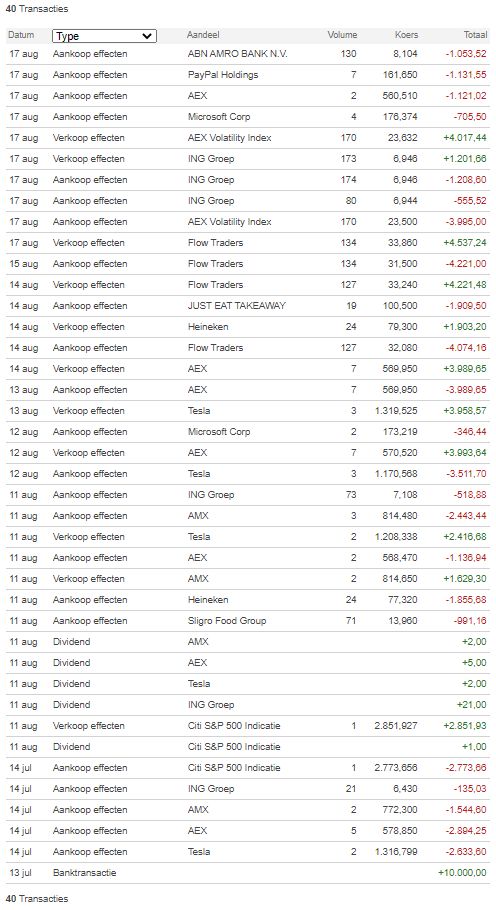 40 Transacties
Datum Type Aandeel Volume Koers Totaal
17 aug Aankoop effecten ABN AMRO BANK N.V. 130 8,104 -1.053,52
17 aug Aankoop effecten PayPal Holdings 7 161,650 -1.131,55
17 aug Aankoop effecten AEX 2 560,510 -1.121,02
17 aug Aankoop effecten Microsoft Corp 4 176,374 -705,50
17 aug Verkoop effecten AEX Volatility Index 170 23,632 +4.017,44
17 aug Verkoop effecten ING Groep 173 6,946 +1.201,66
17 aug Aankoop effecten ING Groep 174 6,946 -1.208,60
17 aug Aankoop effecten ING Groep 80 6,944 -555,52
17 aug Aankoop effecten AEX Volatility Index 170 23,500 -3.995,00
17 aug Verkoop effecten Flow Traders 134 33,860 +4.537,24
15 aug Aankoop effecten Flow Traders 134 31,500 -4.221,00
14 aug Verkoop effecten Flow Traders 127 33,240 +4.221,48
14 aug Aankoop effecten JUST EAT TAKEAWAY 19 100,500 -1.909,50
14 aug Verkoop effecten Heineken 24 79,300 +1.903,20
14 aug Aankoop effecten Flow Traders 127 32,080 -4.074,16
14 aug Verkoop effecten AEX 7 569,950 +3.989,65
13 aug Aankoop effecten AEX 7 569,950 -3.989,65
13 aug Verkoop effecten Tesla 3 1.319,525 +3.958,57
12 aug Aankoop effecten Microsoft Corp 2 173,219 -346,44
12 aug Verkoop effecten AEX 7 570,520 +3.993,64
12 aug Aankoop effecten Tesla 3 1.170,568 -3.511,70
11 aug Aankoop effecten ING Groep 73 7,108 -518,88
11 aug Aankoop effecten AMX 3 814,480 -2.443,44
11 aug Verkoop effecten Tesla 2 1.208,338 +2.416,68
11 aug Aankoop effecten AEX 2 568,470 -1.136,94
11 aug Verkoop effecten AMX 2 814,650 +1.629,30
11 aug Aankoop effecten Heineken 24 77,320 -1.855,68
11 aug Aankoop effecten Sligro Food Group 71 13,960 -991,16
11 aug Dividend AMX +2,00
11 aug Dividend AEX +5,00
11 aug Dividend Tesla +2,00
11 aug Dividend ING Groep +21,00
11 aug Verkoop effecten Citi S&P 500 Indicatie 1 2.851,927 +2.851,93
11 aug Dividend Citi S&P 500 Indicatie +1,00
14 jul Aankoop effecten Citi S&P 500 Indicatie 1 2.773,656 -2.773,66
14 jul Aankoop effecten ING Groep 21 6,430 -135,03
14 jul Aankoop effecten AMX 2 772,300 -1.544,60
14 jul Aankoop effecten AEX 5 578,850 -2.894,25
14 jul Aankoop effecten Tesla 2 1.316,799 -2.633,60
13 jul Banktransactie +10.000,00
40 Transacties